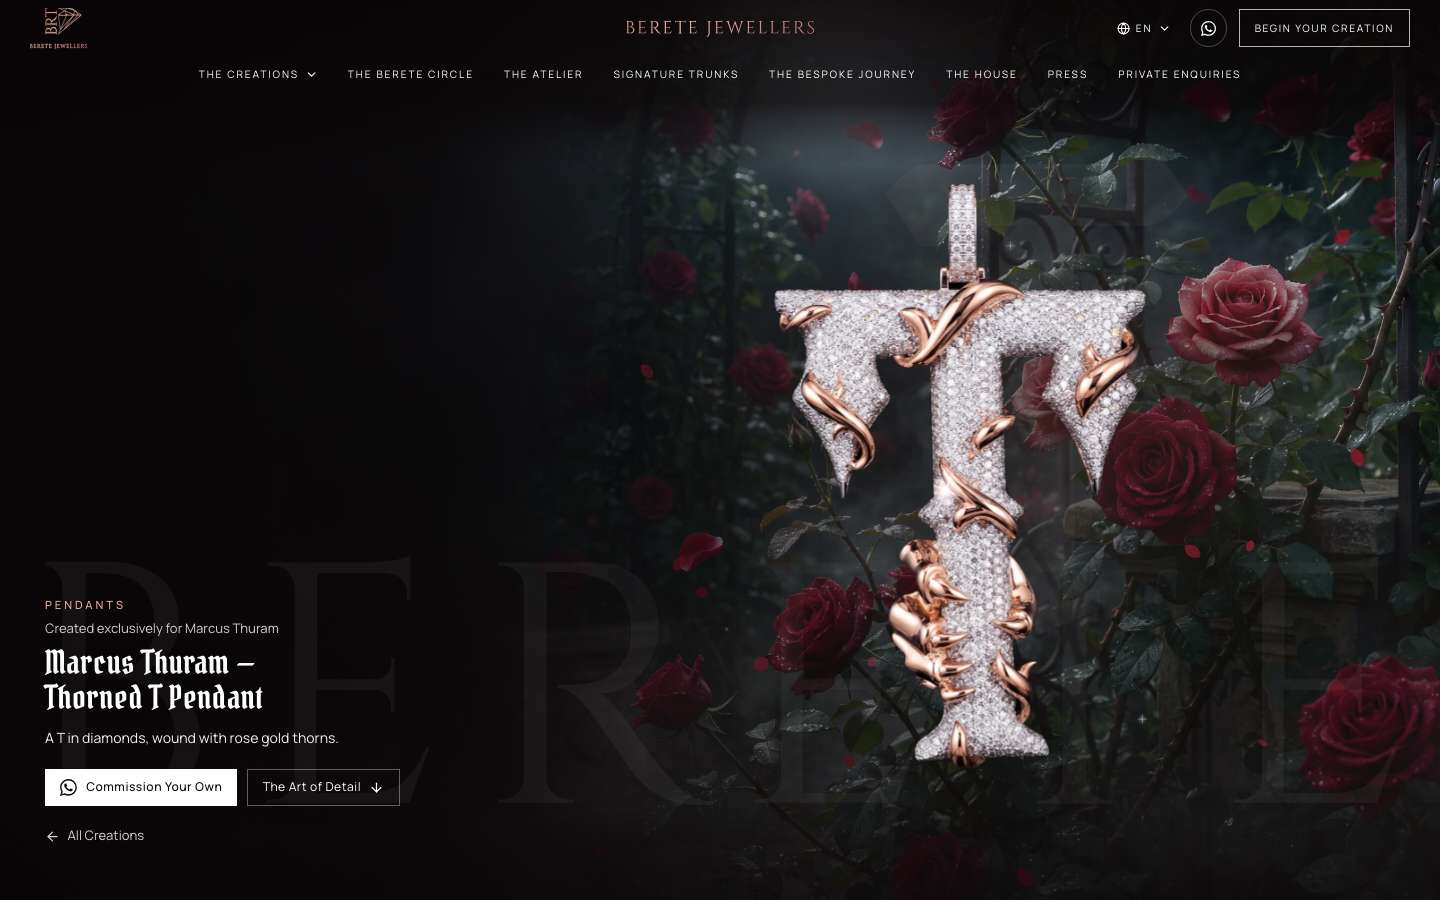 BRT
BERETE JEWELLERS
BERETE JEWELLERS
EN
BEGIN YOUR CREATION
THE CREATIONS
THE BERETE CIRCLE
THE ATELIER
SIGNATURE TRUNKS
THE BESPOKE JOURNEY
THE HOUSE
PRESS
PRIVATE ENQUIRIES
T
BERETE
PENDANTS
Created exclusively for Marcus Thuram
Marcus Thuram –
Thorned T Pendant
A T in diamonds, wound with rose gold thorns.
Commission Your Own
The Art of Detail
All Creations